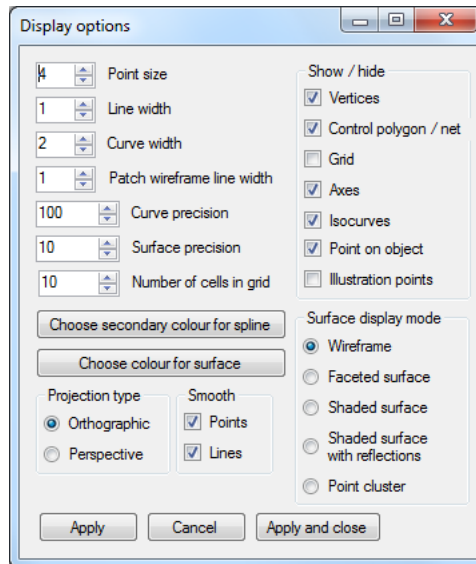 Display options
4 Point size
1 Line width
2 Curve width
1 Patch wireframe line width
100 Curve precision
10 Surface precision
10 Number of cells in grid
Choose secondary colour for spline
Choose colour for surface
Projection type
Orthographic
Perspective
Smooth
Points
Lines
Show / hide
Vertices
Control polygon / net
Grid
Axes
Isocurves
Point on object
Illustration points
Surface display mode
Wireframe
Faceted surface
Shaded surface
Shaded surface
with reflections
Point cluster
Apply
Cancel
Apply and close